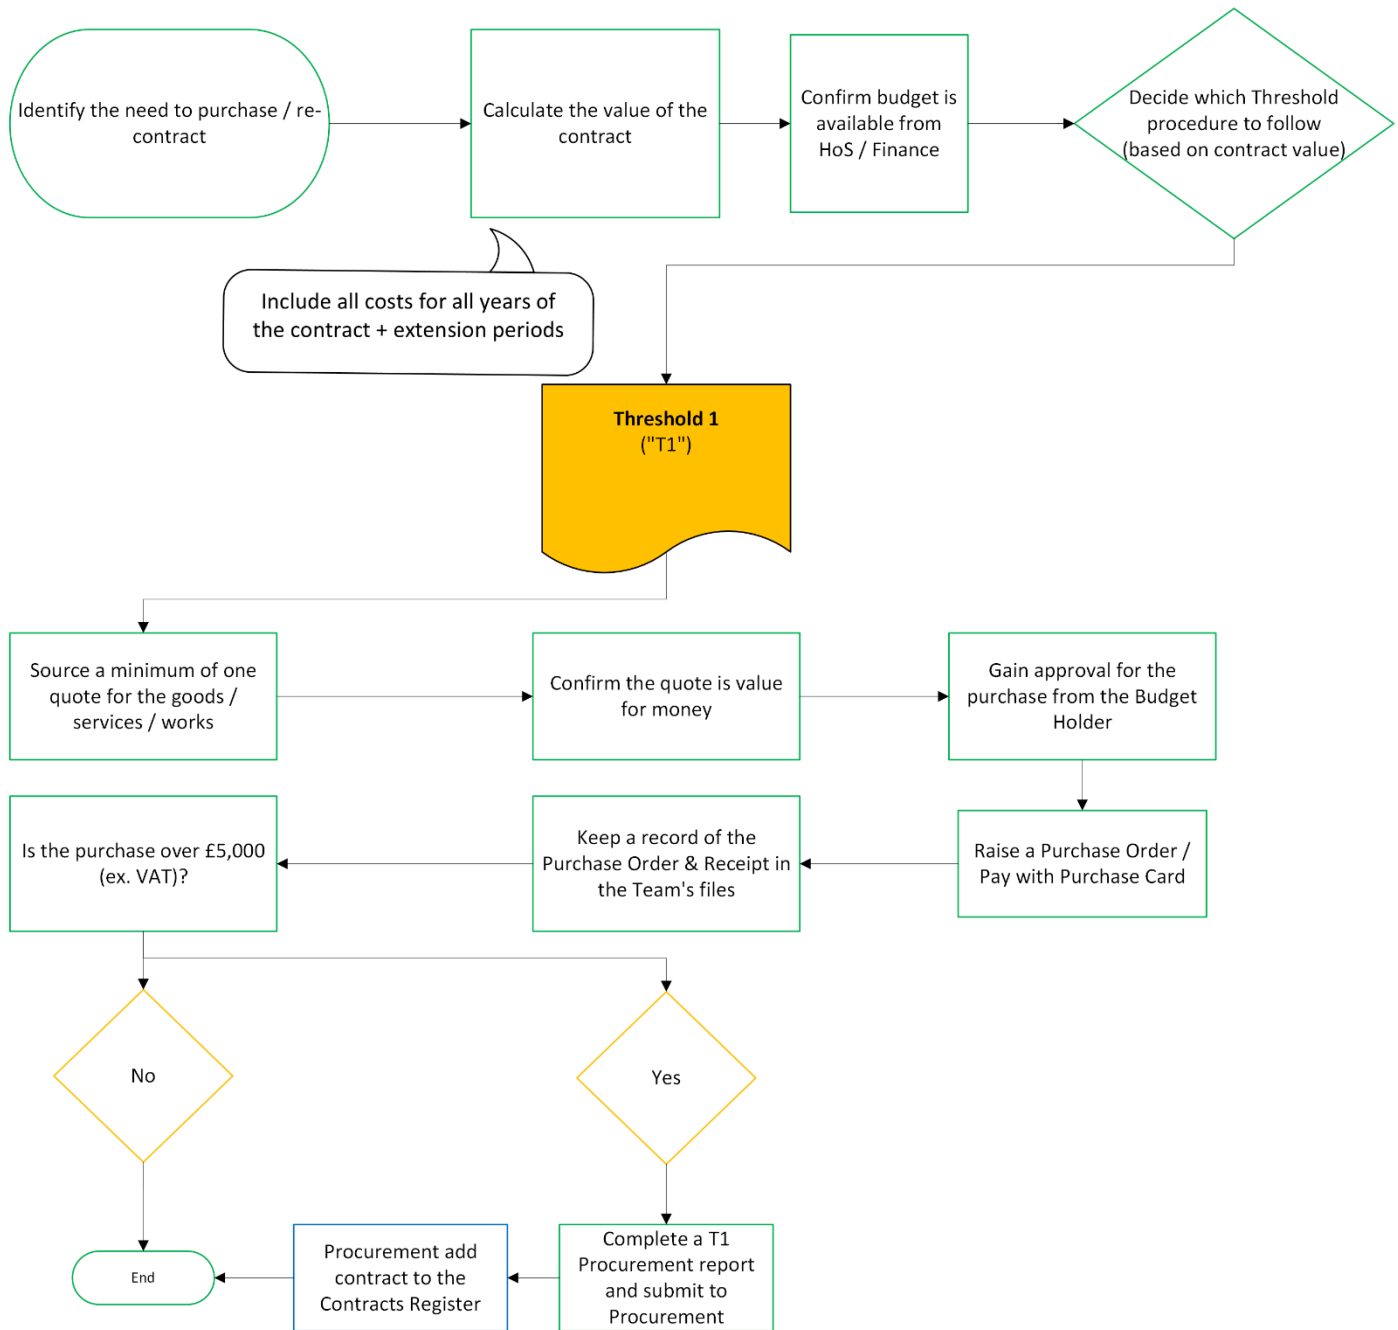 Identify the need to purchase / re-
contract
Calculate the value of the
contract
Confirm budget is
available from
HoS / Finance
Decide which Threshold
procedure to follow
(based on contract value)
Include all costs for all years of
the contract + extension periods
Threshold 1
("T1")
Source a minimum of one
quote for the goods /
services / works
Confirm the quote is value
for money
Gain approval for the
purchase from the Budget
Holder
Is the purchase over £5,000
(ex. VAT)?
Keep a record of the
Purchase Order & Receipt in
the Team's files
Raise a Purchase Order /
Pay with Purchase Card
No
Yes
End
Procurement add
contract to the
Contracts Register
Complete a T1
Procurement report
and submit to
Procurement